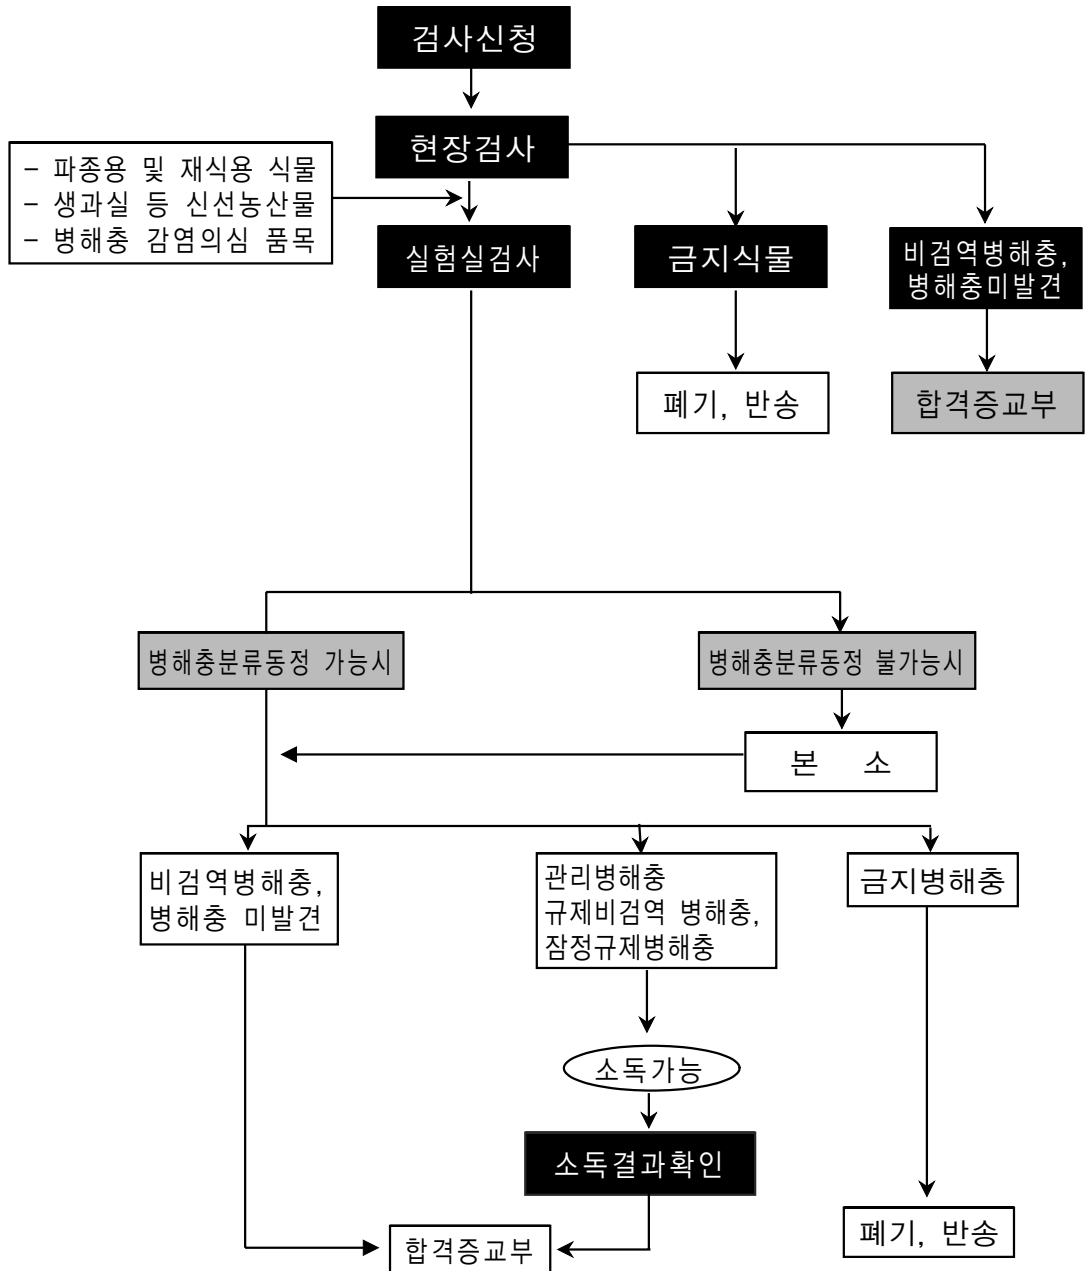 검사신청
현장검사
- 파종용 및 재식용 식물
- 생과실 등 신선농산물
- 병해충 감염의심 품목
실험실검사
금지식물
비검역병해충,
병해충미발견
폐기, 반송
합격증교부
병해충분류동정 가능시
병해충분류동정 불가능시
본 소
비검역병해충,
병해충 미발견
관리병해충
규제비검역 병해충,
잠정규제병해충
금지병해충
소독가능
소독결과확인
합격증교부
폐기, 반송